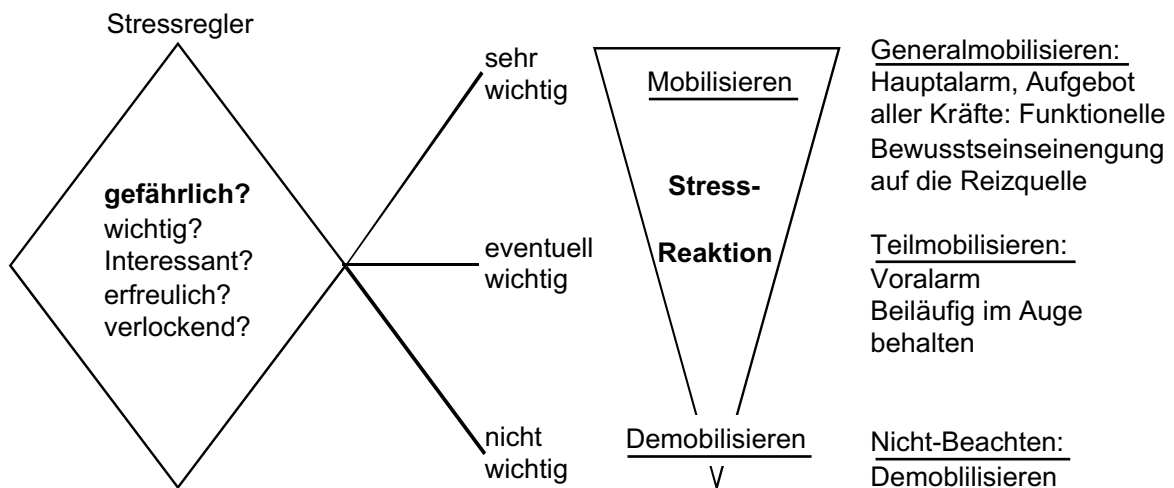 Stressregler
gefährlich?
wichtig?
Interessant?
erfreulich?
verlockend?
sehr
wichtig
eventuell
wichtig
nicht
wichtig
Mobilisieren
Stress-
Reaktion
Demobilisieren
Generalmobilisieren:
Hauptalarm, Aufgebot
aller Kräfte: Funktionelle
Bewusstseinseinengung
auf die Reizquelle
Teilmobilisieren:
Voralarm
Beiläufig im Auge
behalten
Nicht-Beachten:
Demoblilisieren